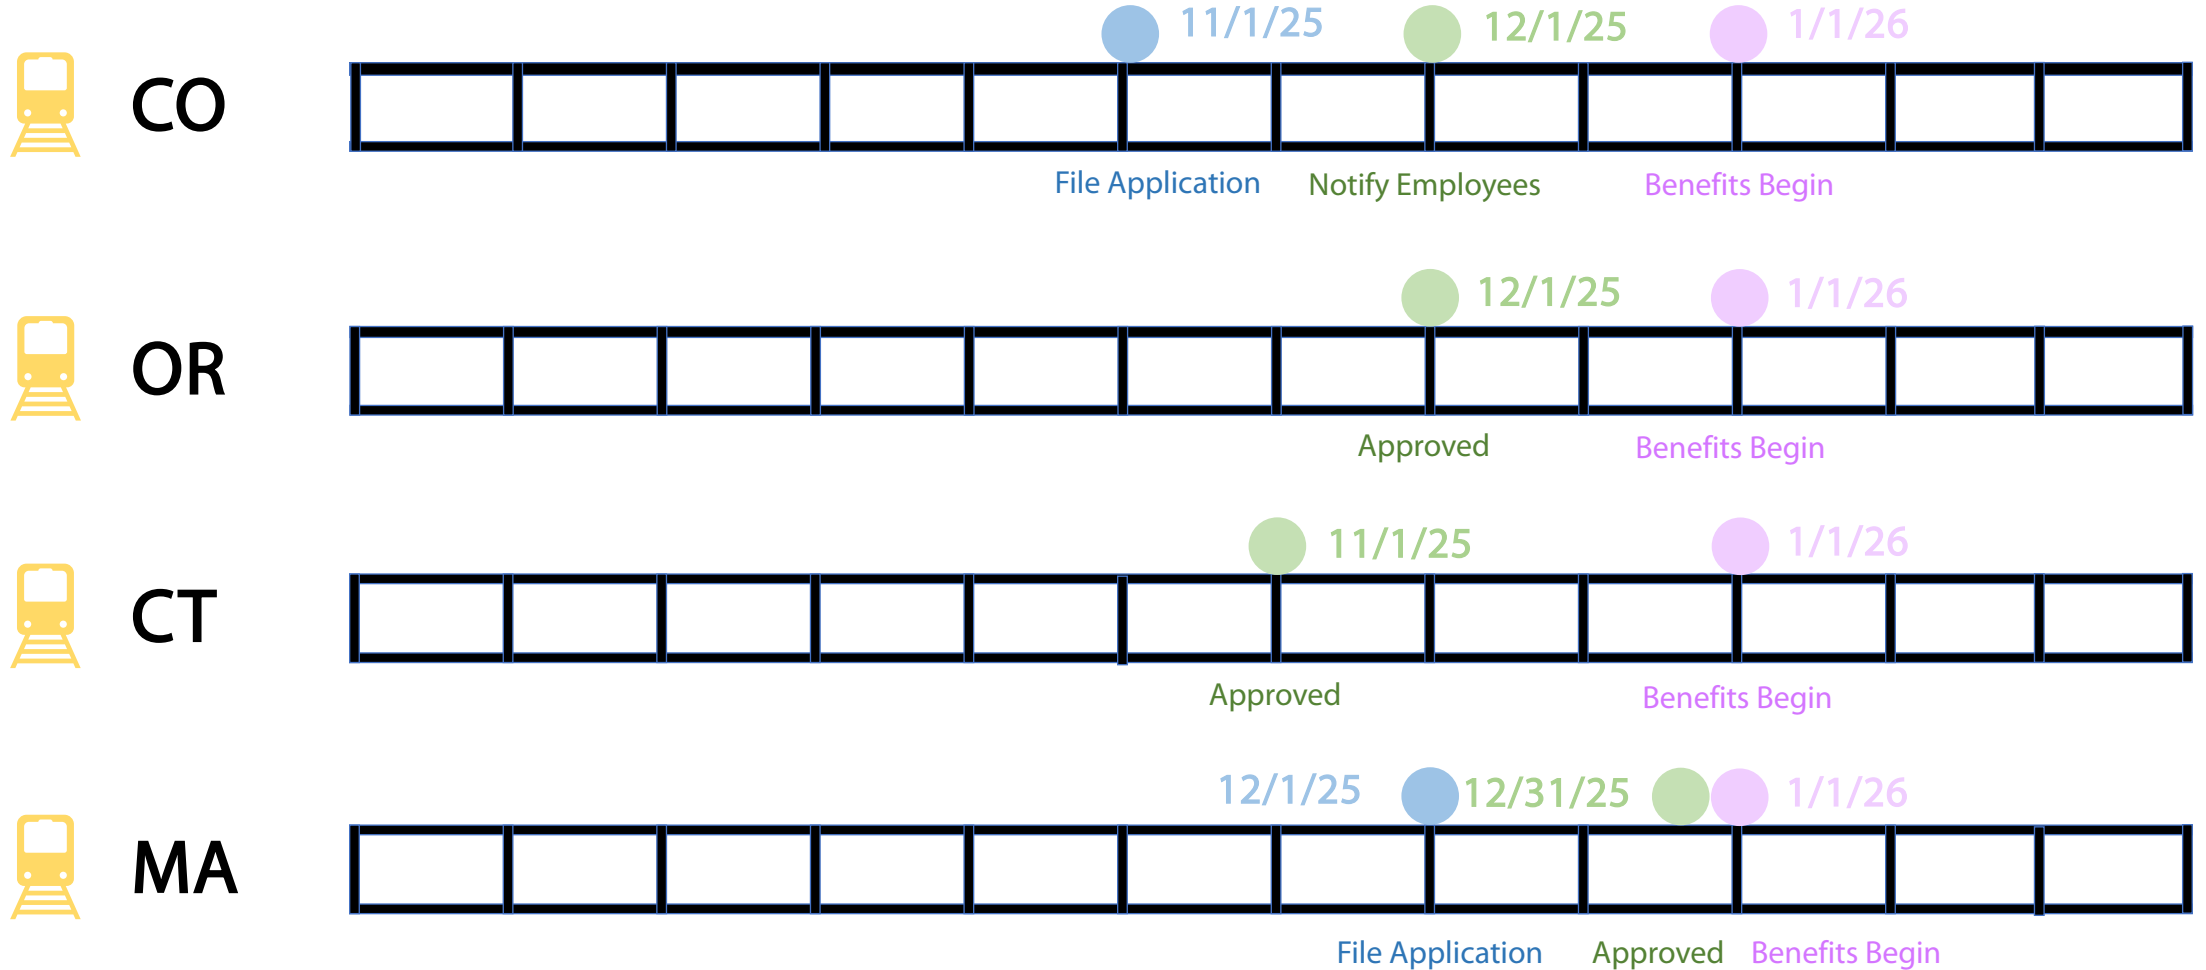 11/1/25 12/1/25 1/1/26
CO
File Application Notify Employees Benefits Begin
12/1/25 1/1/26
OR
Approved Benefits Begin
11/1/25 1/1/26
CT
Approved Benefits Begin
12/1/25 12/31/25 1/1/26
MA
File Application Approved Benefits Begin